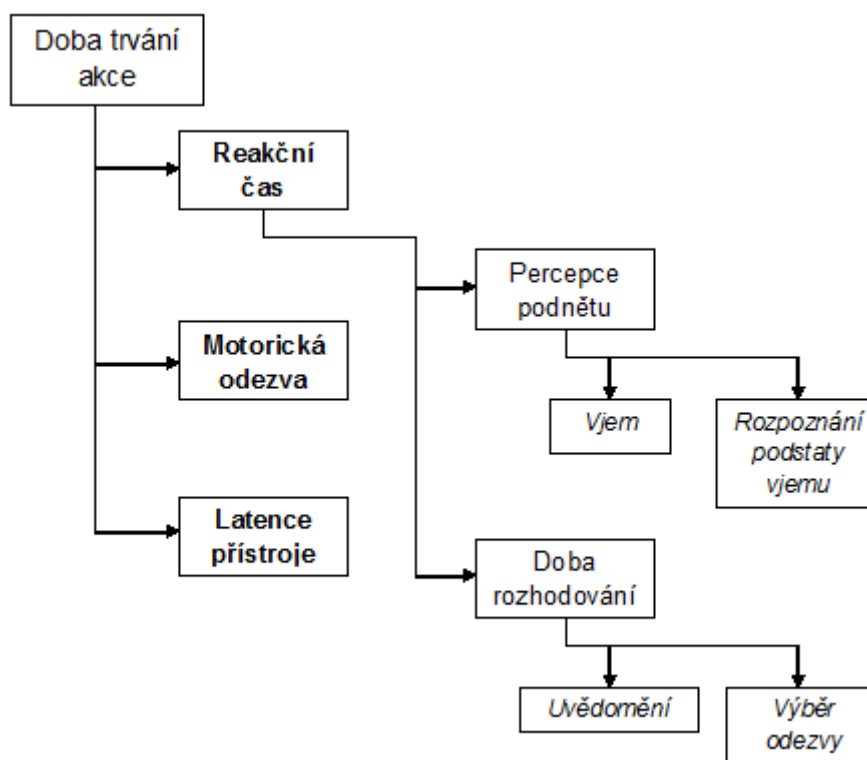 Doba trvání
akce
Reakční
čas
Percepce
podnětu
Motorická
odezva
Vjem
Rozpoznání
podstaty
vjemu
Latence
přístroje
Doba
rozhodování
Uvědomění
Výběr
odezvy